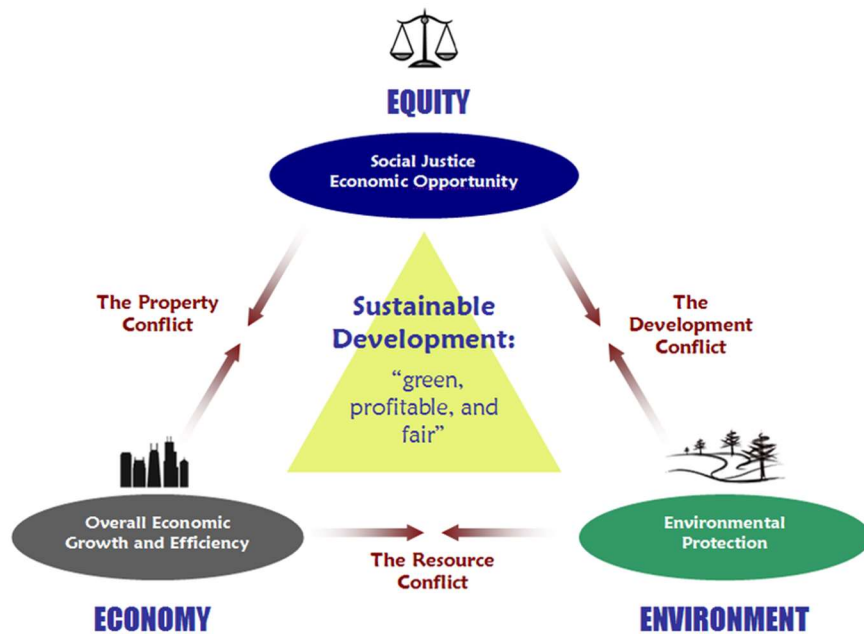 EQUITY
Social Justice
Economic Opportunity
The Property
Conflict
Sustainable
Development:
“green,
profitable, and
fair”
The
Development
Conflict
Overall Economic
Growth and Efficiency
The Resource
Conflict
Environmental
Protection
ECONOMY
ENVIRONMENT